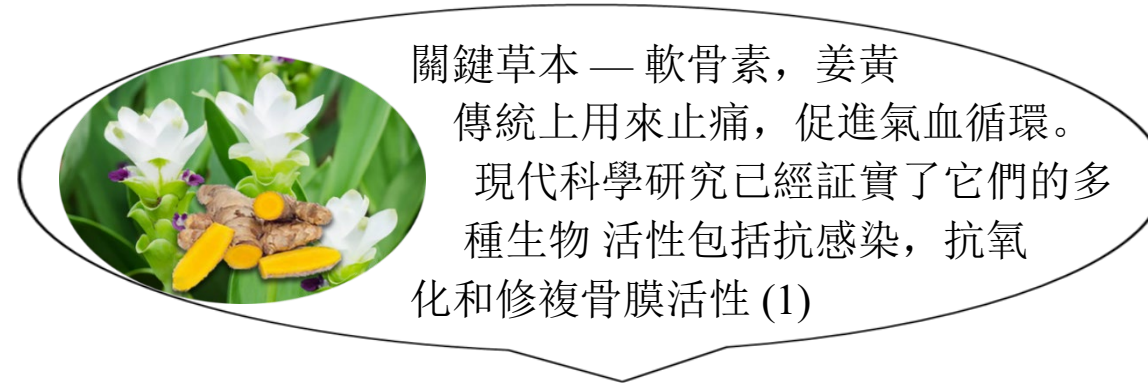 關鍵草本 — 軟骨素，姜黃
傳統上用來止痛，促進氣血循環。
現代科學研究已經証實了它們的多
種生物 活性包括抗感染，抗氧
化和修複骨膜活性 (1)